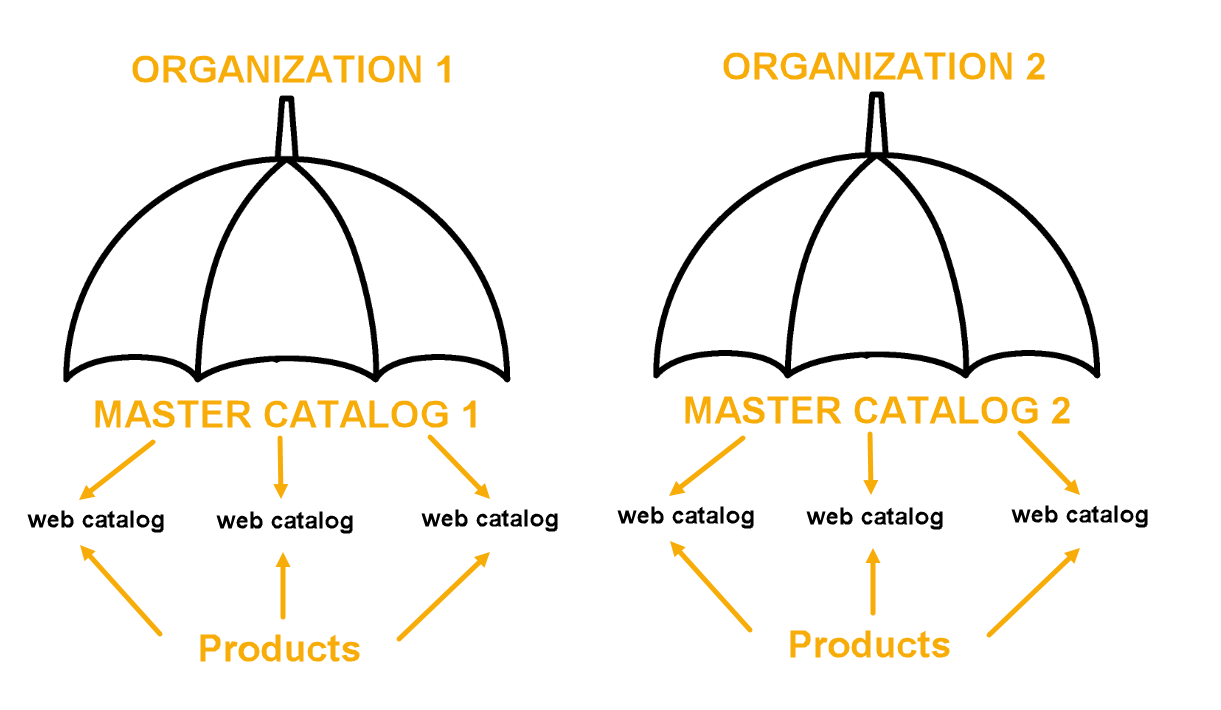 ORGANIZATION 1
MASTER CATALOG 1
web catalog
web catalog
web catalog
Products
ORGANIZATION 2
MASTER CATALOG 2
web catalog
web catalog
web catalog
Products